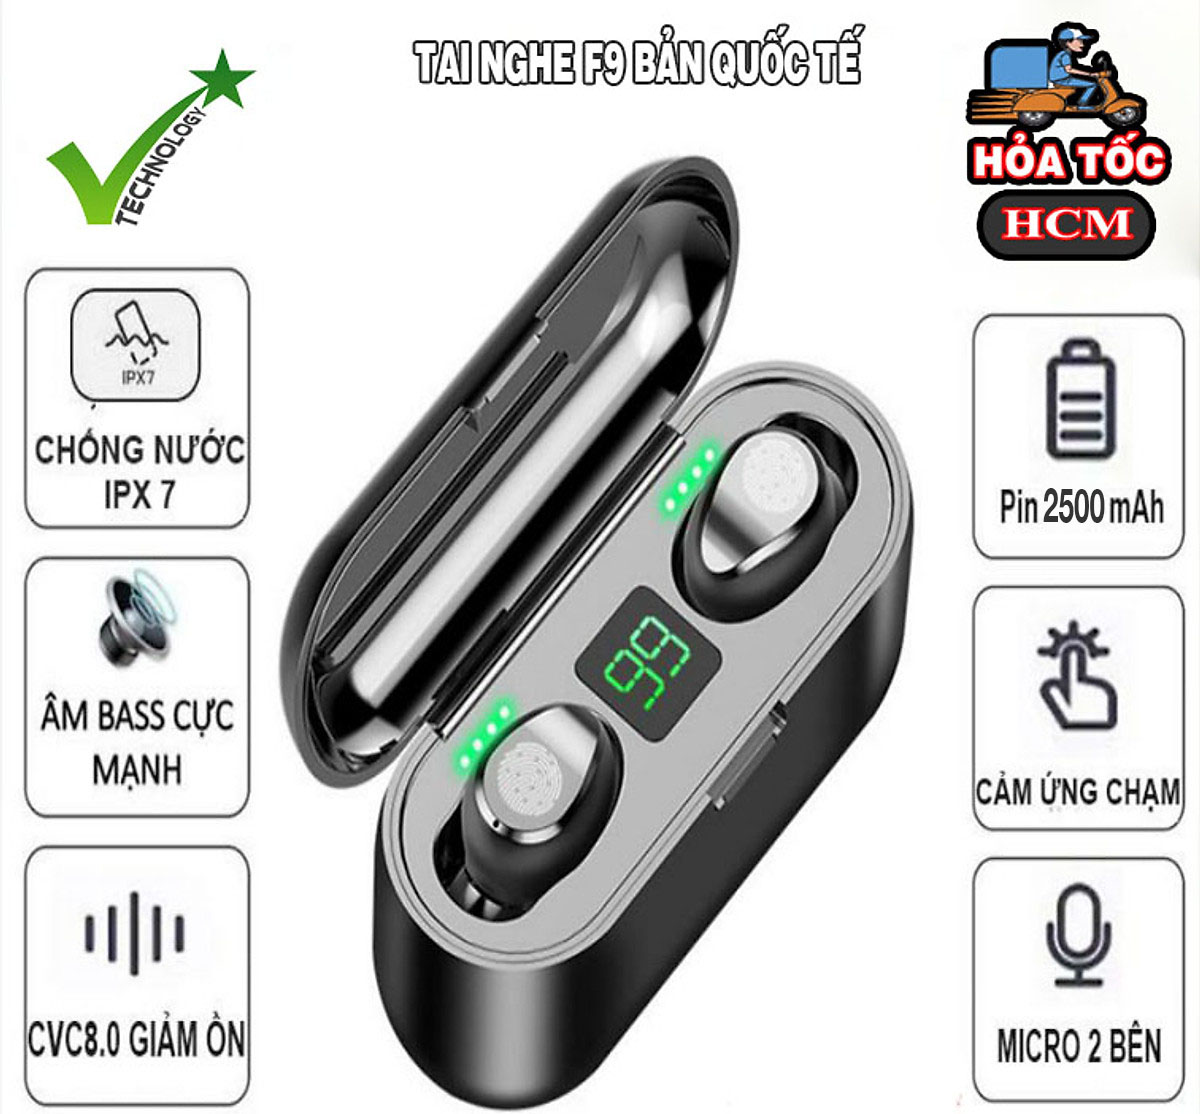 TAI NGHE F9 BẢN QUỐC TẾ
TECHNOLOGY
HỎA TỐC
HCM
IPX7
CHỐNG NƯỚC
IPX 7
ÂM BASS CỰC
MẠNH
CVC8.0 GIẢM ỒN
99
Pin 2500 mAh
CẢM ỨNG CHẠM
MICRO 2 BÊN